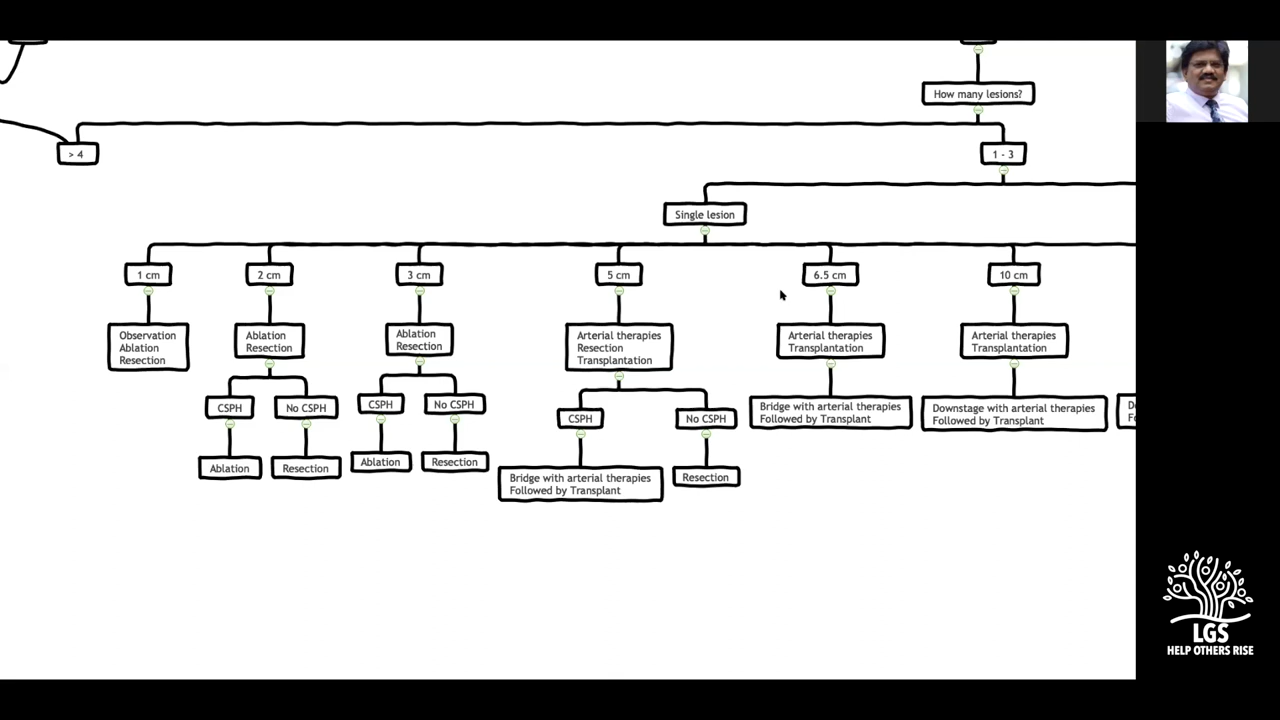 How many lesions?
> 4
1 - 3
Single lesion
1 cm
2 cm
3 cm
5 cm
6.5 cm
10 cm
Observation
Ablation
Resection
Ablation
Resection
Ablation
Resection
Arterial therapies
Resection
Transplantation
Arterial therapies
Transplantation
Arterial therapies
Transplantation
CSPH
No CSPH
CSPH
No CSPH
CSPH
No CSPH
Bridge with arterial therapies
Followed by Transplant
Downstage with arterial therapies
Followed by Transplant
Ablation
Resection
Ablation
Resection
Bridge with arterial therapies
Followed by Transplant
Resection
LGS
HELP OTHERS RISE